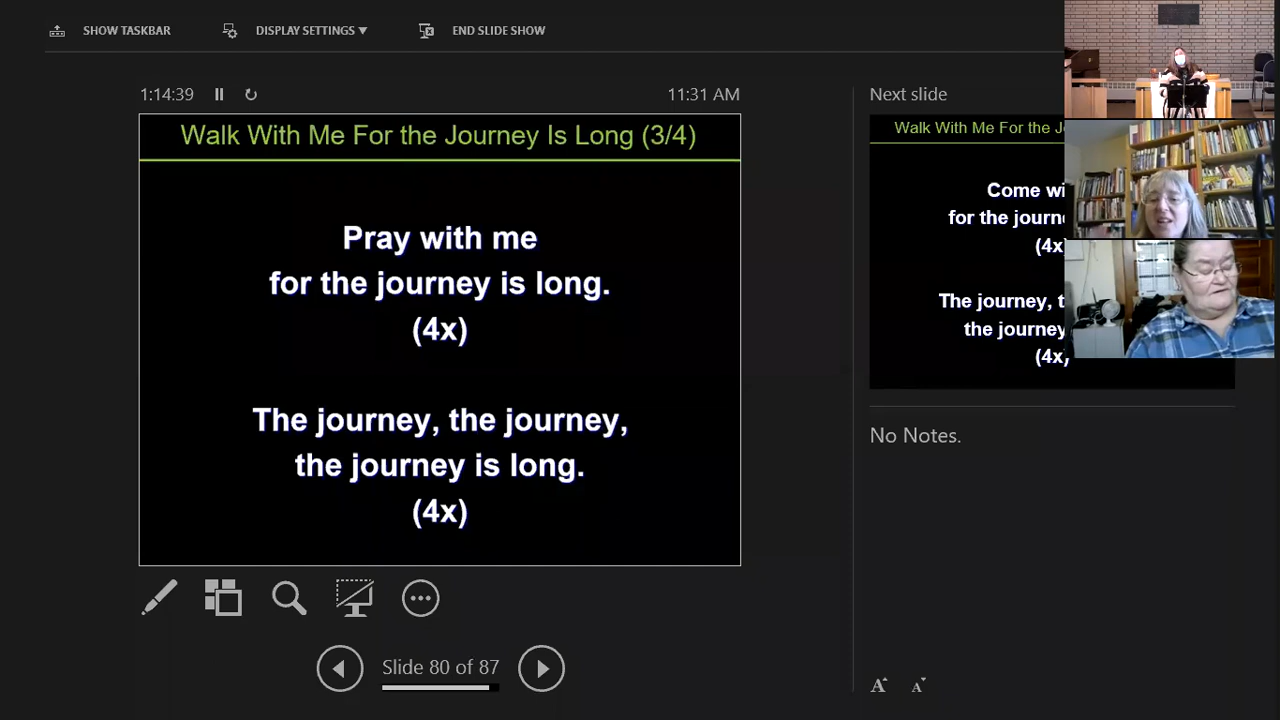 SHOW TASKBAR
DISPLAY SETTINGS
END SLIDE SHOW
1:14:39
11:31 AM
Next slide
Walk With Me For the Journey Is Long (3/4)
Pray with me
for the journey is long.
(4x)
The journey, the journey,
the journey is long.
(4x)
Walk With Me For the
Come
for the
(4x
The journey,
the journey
(4x
No Notes.
Slide 80 of 87
A A